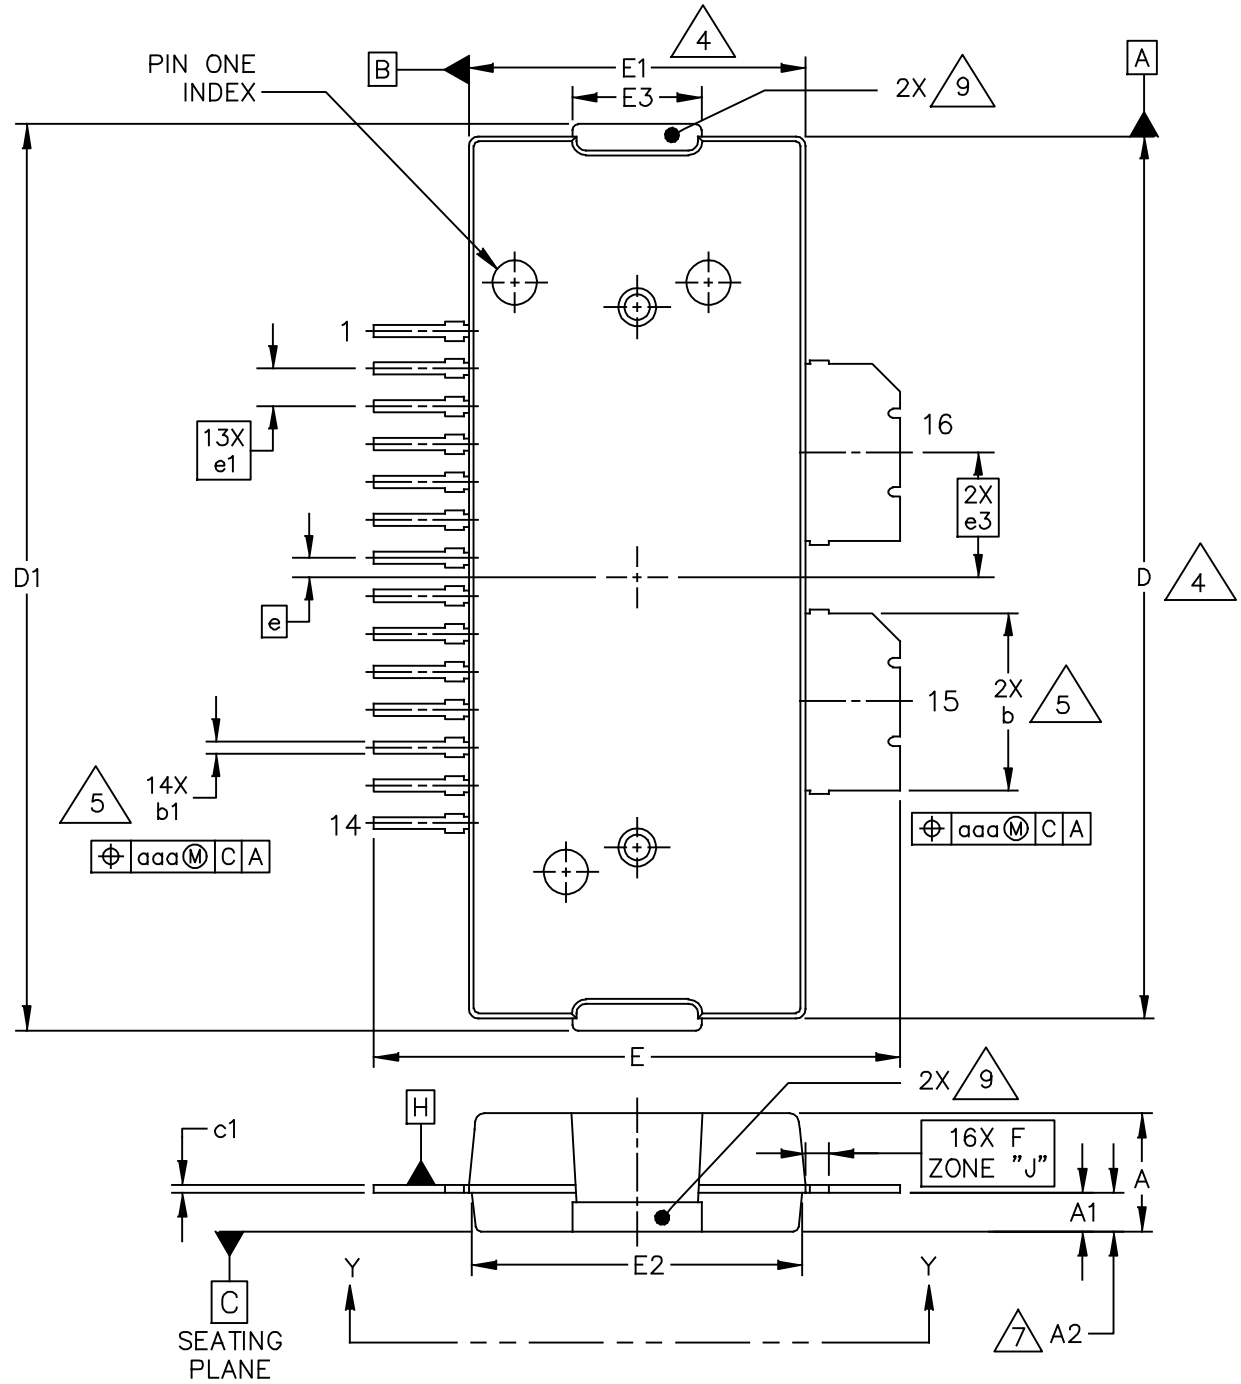 4
PIN ONE
INDEX
B
E1
A
E3
2X 9
1
13X
e1
16
2X
e3
D1
D 4
e
15
2X
b 5
5 14X
b1
14
⌖ aaa Ⓜ C A
⌖ aaa Ⓜ C A
E
2X 9
H
c1
16X F
ZONE "J"
A
A1
E2
Y Y
C
SEATING
PLANE
7 A2